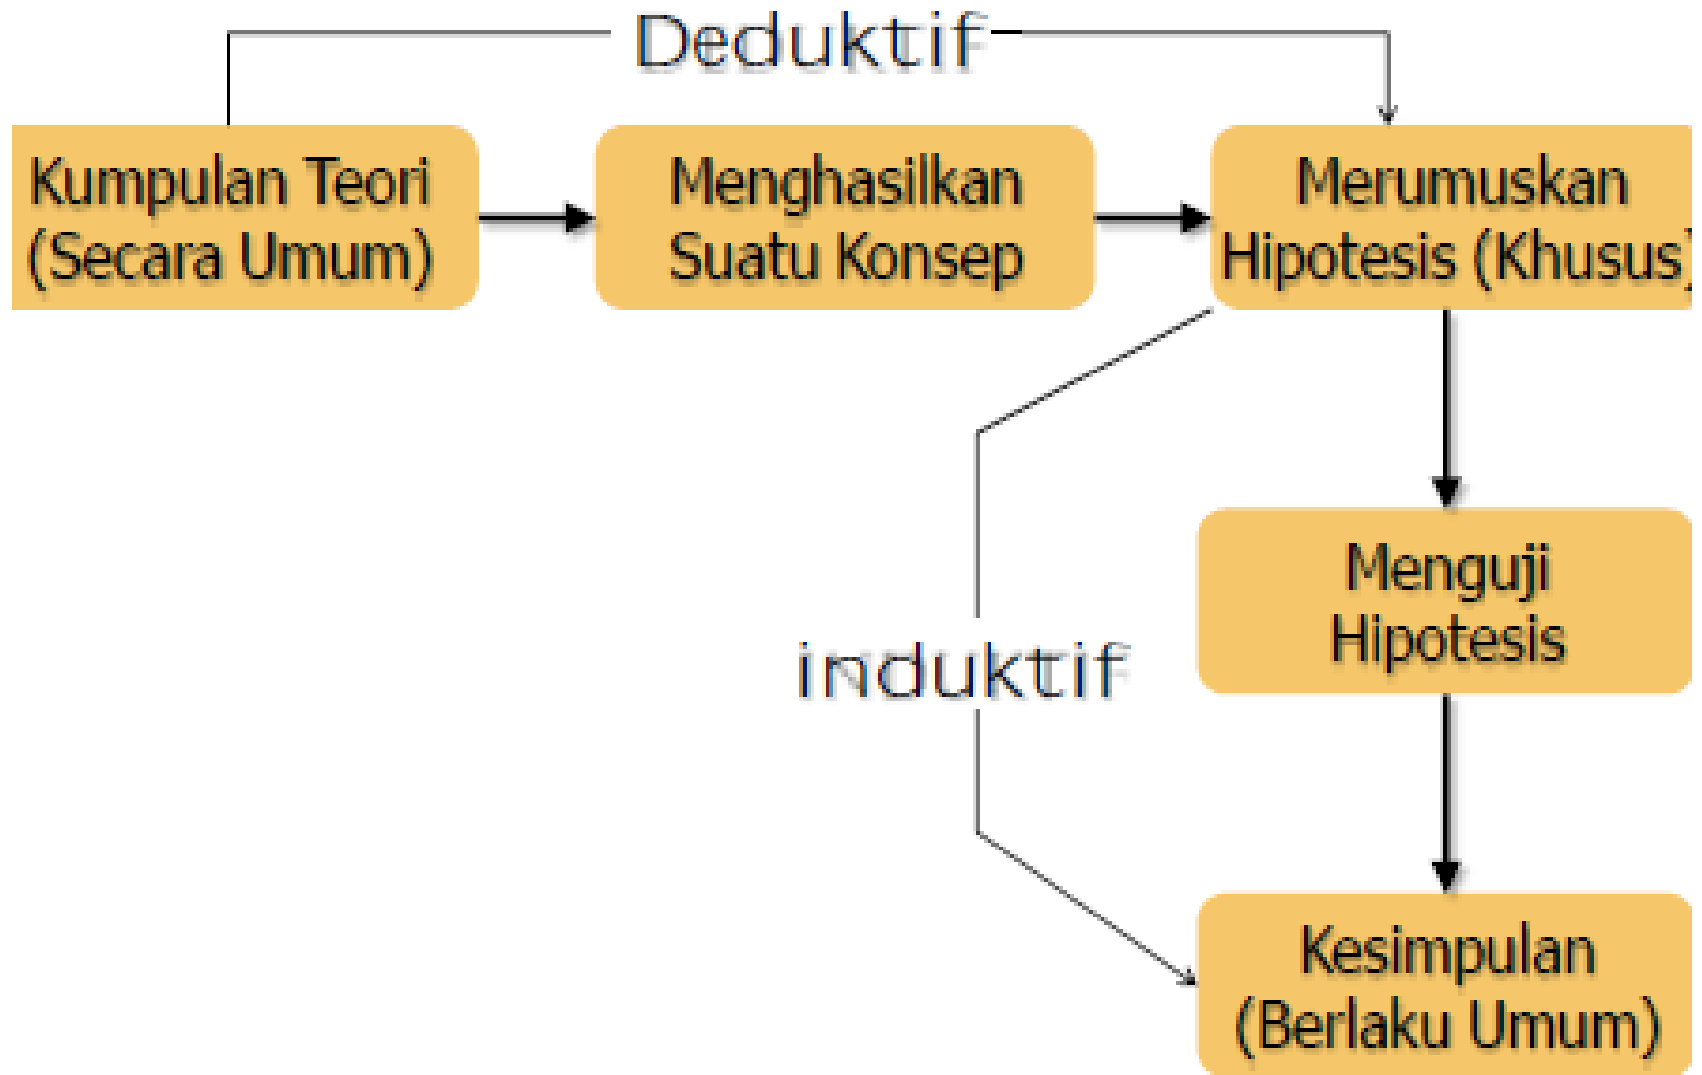 Deduktif
Kumpulan Teori
(Secara Umum)
Menghasilkan
Suatu Konsep
Merumuskan
Hipotesis (Khusus)
Menguji
Hipotesis
induktif
Kesimpulan
(Berlaku Umum)